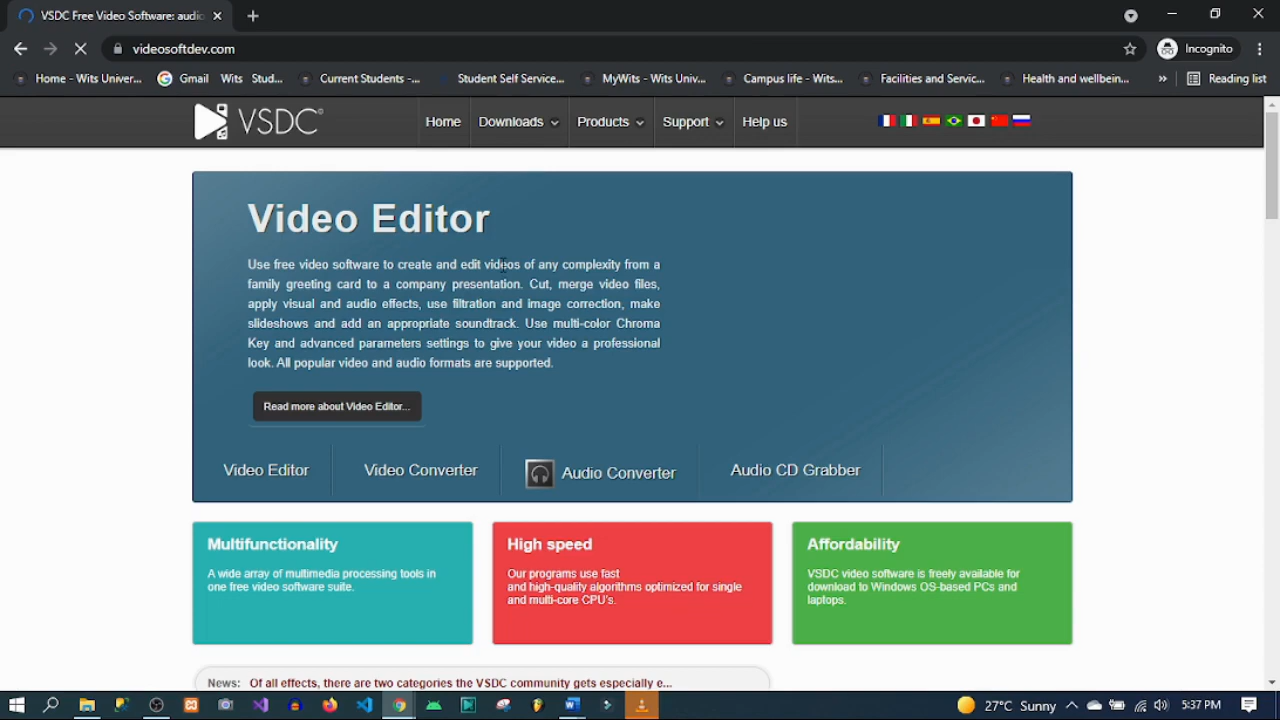 VSDC Free Video Software: audio
videosoftdev.com
Incognito
Home - Wits Univer...
Gmail
Wits Stud...
Current Students -...
Student Self Service...
MyWits - Wits Univ...
Campus life - Wits...
Facilities and Servic...
Health and wellbein...
»
Reading list
VSDC
Home
Downloads
Products
Support
Help us
Video Editor
Use free video software to create and edit videos of any complexity from a
family greeting card to a company presentation. Cut, merge video files,
apply visual and audio effects, use filtration and image correction, make
slideshows and add an appropriate soundtrack. Use multi-color Chroma
Key and advanced parameters settings to give your video a professional
look. All popular video and audio formats are supported.
Read more about Video Editor...
Video Editor
Video Converter
Audio Converter
Audio CD Grabber
Multifunctionality
A wide array of multimedia processing tools in
one free video software suite.
High speed
Our programs use fast
and high-quality algorithms optimized for single
and multi-core CPU's.
Affordability
VSDC video software is freely available for
download to Windows OS-based PCs and
laptops.
News: Of all effects, there are two categories the VSDC community gets especially e...
27°C Sunny
5:37 PM